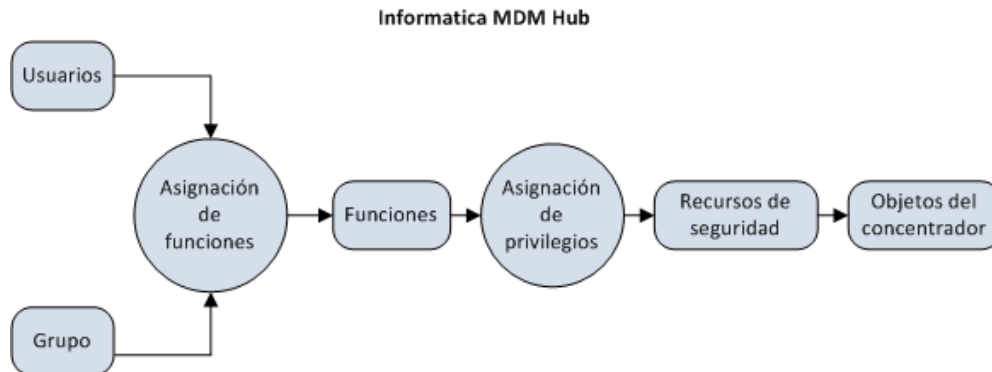 Informatica MDM Hub
Usuarios
Asignación
de
funciones
Funciones
Asignación
de
privilegios
Recursos de
seguridad
Objetos del
concentrador
Grupo